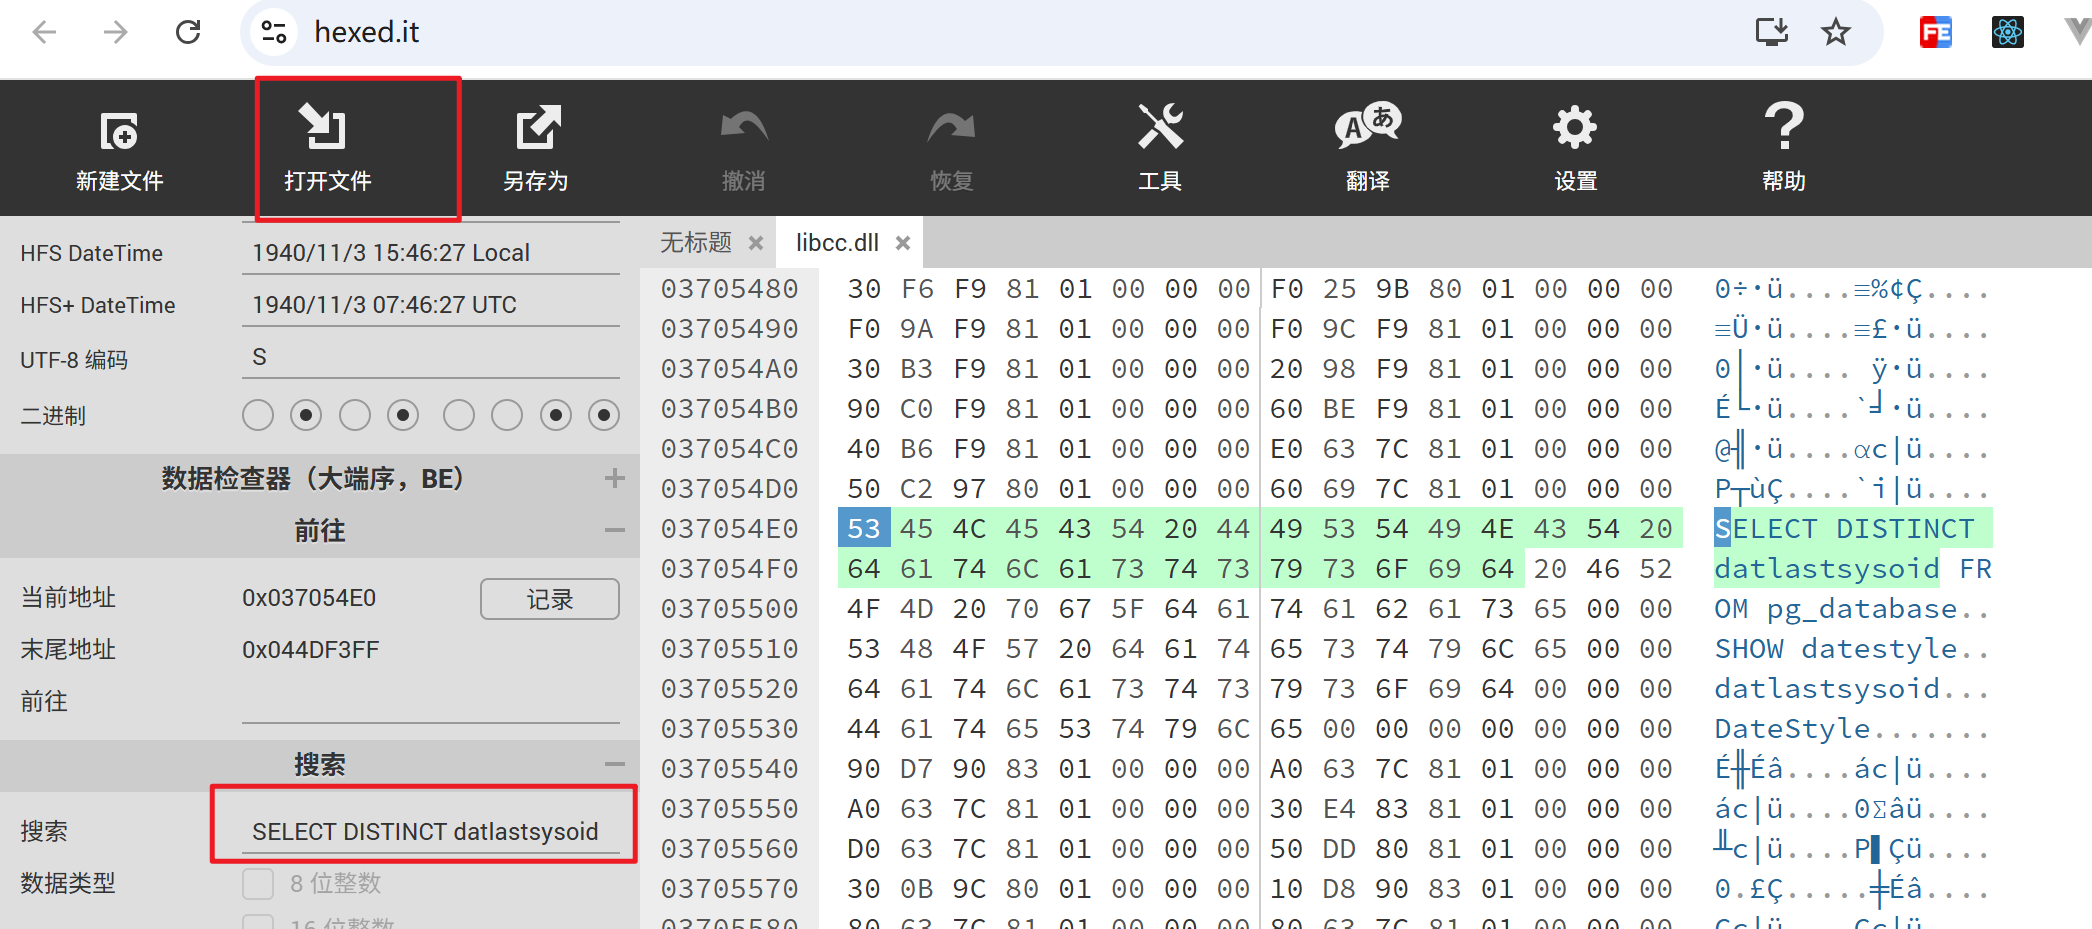 hexed.it
新建文件 打开文件 另存为 撤消 恢复 工具 翻译 设置 帮助
HFS DateTime 1940/11/3 15:46:27 Local
HFS+ DateTime 1940/11/3 07:46:27 UTC
UTF-8 编码 S
二进制
数据检查器（大端序，BE） +
前往 −
当前地址 0x037054E0 记录
末尾地址 0x044DF3FF
前往
搜索 −
搜索 SELECT DISTINCT datlastsysoid
数据类型 8 位整数
16 位整数
无标题 × libcc.dll ×
03705480 30 F6 F9 81 01 00 00 00 F0 25 9B 80 01 00 00 00 0÷·ü....≡%¢Ç....
03705490 F0 9A F9 81 01 00 00 00 F0 9C F9 81 01 00 00 00 ≡Ü·ü....≡£·ü....
037054A0 30 B3 F9 81 01 00 00 00 20 98 F9 81 01 00 00 00 0│·ü.... ÿ·ü....
037054B0 90 C0 F9 81 01 00 00 00 60 BE F9 81 01 00 00 00 É└·ü....`╛·ü....
037054C0 40 B6 F9 81 01 00 00 00 E0 63 7C 81 01 00 00 00 @╢·ü....αc|ü....
037054D0 50 C2 97 80 01 00 00 00 60 69 7C 81 01 00 00 00 P┬ùÇ....`i|ü....
037054E0 53 45 4C 45 43 54 20 44 49 53 54 49 4E 43 54 20 SELECT DISTINCT
037054F0 64 61 74 6C 61 73 74 73 79 73 6F 69 64 20 46 52 datlastsysoid FR
03705500 4F 4D 20 70 67 5F 64 61 74 61 62 61 73 65 00 00 OM pg_database..
03705510 53 48 4F 57 20 64 61 74 65 73 74 79 6C 65 00 00 SHOW datestyle..
03705520 64 61 74 6C 61 73 74 73 79 73 6F 69 64 00 00 00 datlastsysoid...
03705530 44 61 74 65 53 74 79 6C 65 00 00 00 00 00 00 00 DateStyle.......
03705540 90 D7 90 83 01 00 00 00 A0 63 7C 81 01 00 00 00 É╫Éâ....ác|ü....
03705550 A0 63 7C 81 01 00 00 00 30 E4 83 81 01 00 00 00 ác|ü....0Σâü....
03705560 D0 63 7C 81 01 00 00 00 50 DD 80 81 01 00 00 00 ╨c|ü....P▌Çü....
03705570 30 0B 9C 80 01 00 00 00 10 D8 90 83 01 00 00 00 0.£Ç.....╪Éâ....
03705580 80 63 7C 81 01 00 00 00 80 63 7C 81 01 00 00 00 Çc|ü....Çc|ü....